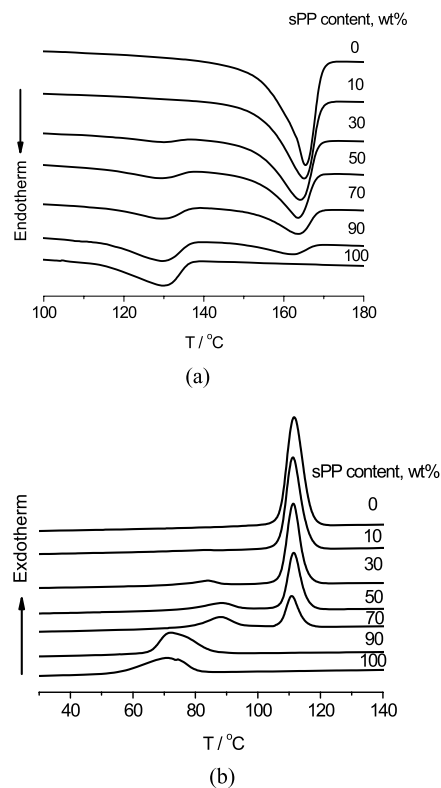 sPP content, wt%
0
10
30
50
70
90
100
Endotherm
100 120 140 160 180
T / °C
(a)
sPP content, wt%
0
10
30
50
70
90
100
Exdotherm
40 60 80 100 120 140
T / °C
(b)